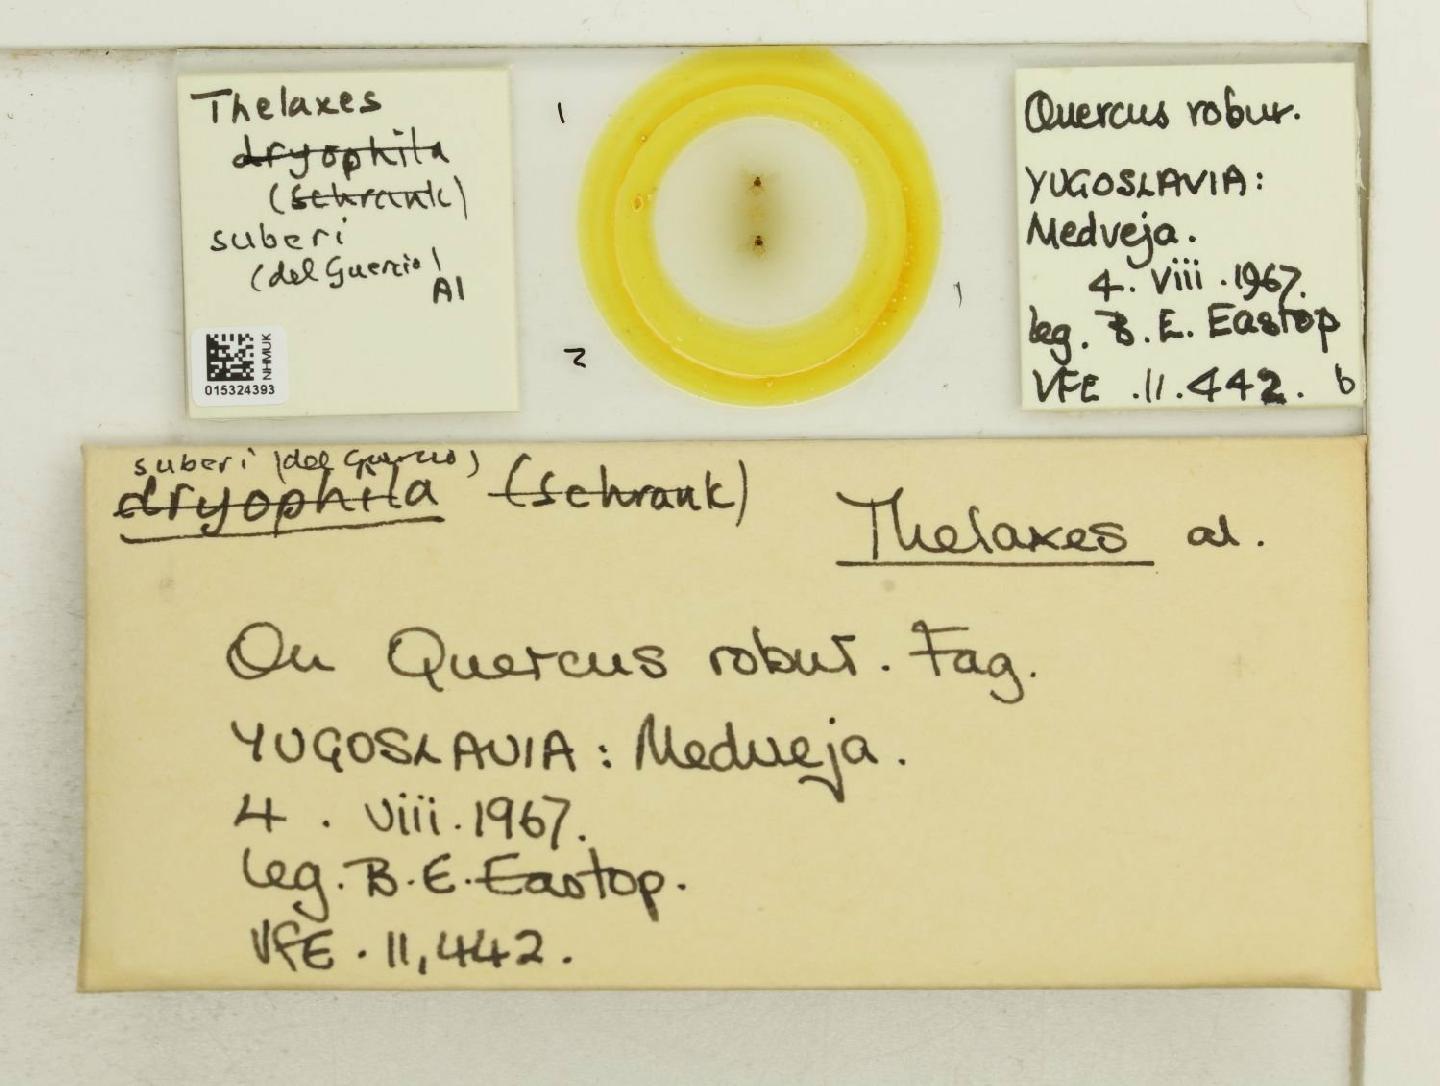 Thelaxes
dryophila
(Schrank)
suberi
(del Guercio)
Al
NHMUK
015324393
1
2
Quercus robur.
YUGOSLAVIA:
Medveja.
4. viii. 1967.
leg. B. E. Eastop
VFE .11.442. b
suberi (del Guercio)
dryophila (Schrank)
Thelaxes al.
On Quercus robur. Fag.
YUGOSLAVIA: Medveja.
4. viii. 1967.
leg. B. E. Eastop.
VFE. 11,442.